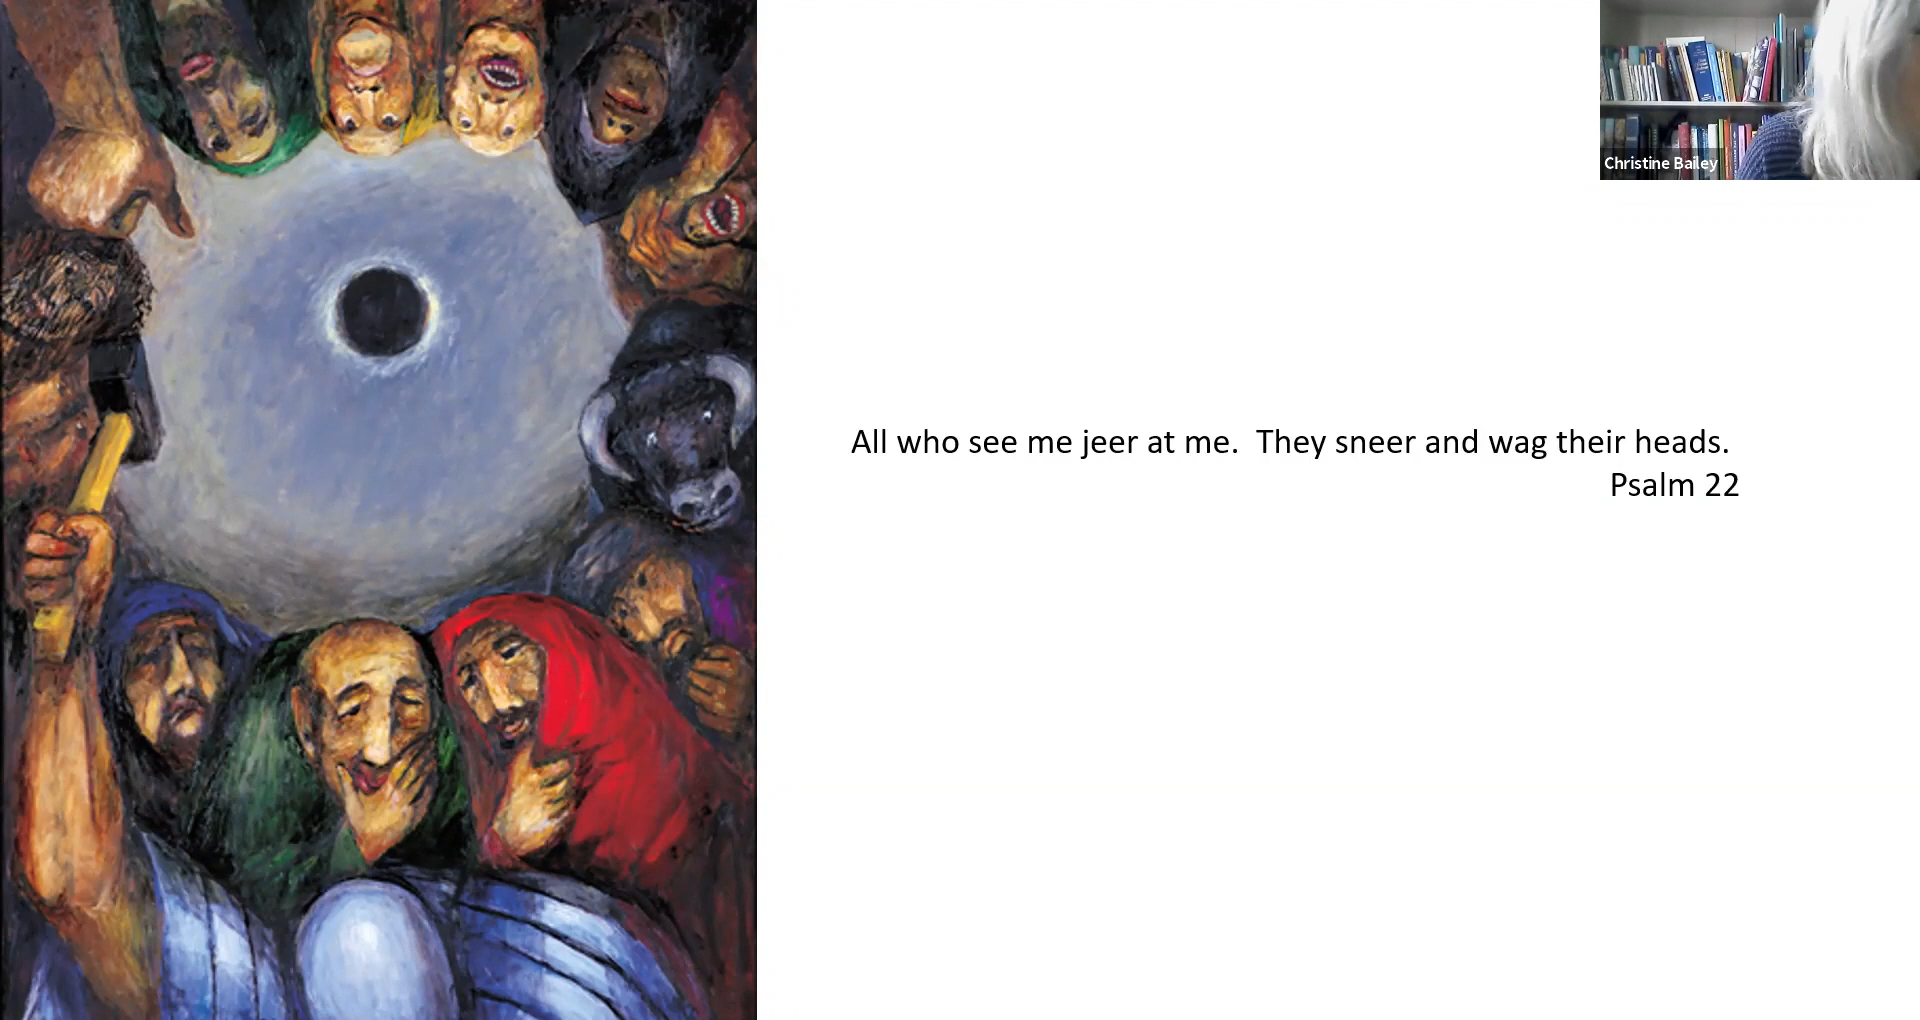 Christine Bailey
All who see me jeer at me.  They sneer and wag their heads.
Psalm 22